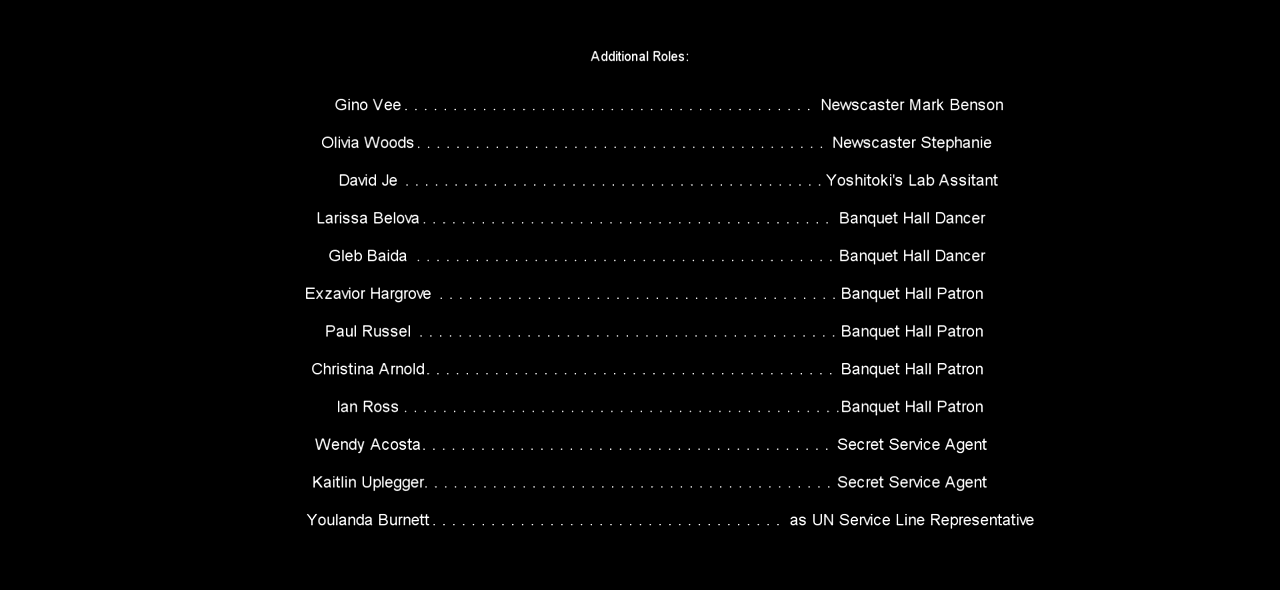 Additional Roles:
Gino Vee . . . . . . . . . . . . . . . . . . . . . . . . . . . . . . . . . . . . . . . . . . Newscaster Mark Benson
Olivia Woods . . . . . . . . . . . . . . . . . . . . . . . . . . . . . . . . . . . . . . . . . . Newscaster Stephanie
David Je . . . . . . . . . . . . . . . . . . . . . . . . . . . . . . . . . . . . . . . . . . . Yoshitoki's Lab Assitant
Larissa Belova . . . . . . . . . . . . . . . . . . . . . . . . . . . . . . . . . . . . . . . . . . Banquet Hall Dancer
Gleb Baida . . . . . . . . . . . . . . . . . . . . . . . . . . . . . . . . . . . . . . . . . . . Banquet Hall Dancer
Exzavior Hargrove . . . . . . . . . . . . . . . . . . . . . . . . . . . . . . . . . . . . . . . . . Banquet Hall Patron
Paul Russel . . . . . . . . . . . . . . . . . . . . . . . . . . . . . . . . . . . . . . . . . . . Banquet Hall Patron
Christina Arnold . . . . . . . . . . . . . . . . . . . . . . . . . . . . . . . . . . . . . . . . . . Banquet Hall Patron
Ian Ross . . . . . . . . . . . . . . . . . . . . . . . . . . . . . . . . . . . . . . . . . . . . . Banquet Hall Patron
Wendy Acosta . . . . . . . . . . . . . . . . . . . . . . . . . . . . . . . . . . . . . . . . . . Secret Service Agent
Kaitlin Uplegger . . . . . . . . . . . . . . . . . . . . . . . . . . . . . . . . . . . . . . . . . . Secret Service Agent
Youlanda Burnett . . . . . . . . . . . . . . . . . . . . . . . . . . . . . . . . . . . . as UN Service Line Representative